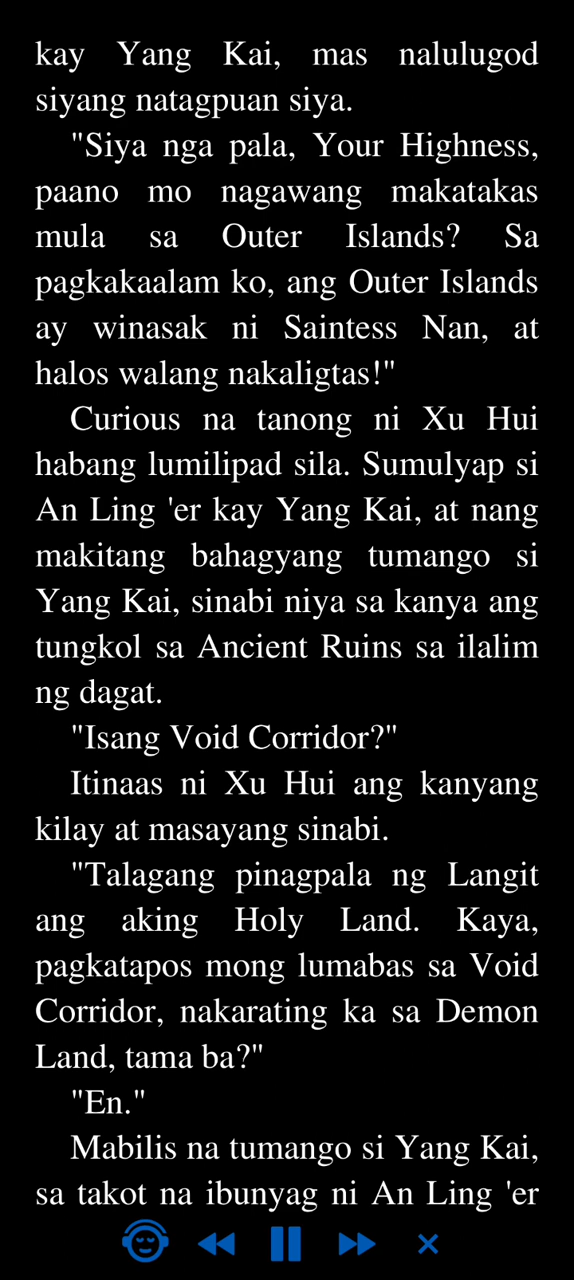 kay Yang Kai, mas nalulugod
siyang natagpuan siya.
"Siya nga pala, Your Highness,
paano mo nagawang makatakas
mula sa Outer Islands? Sa
pagkakaalam ko, ang Outer Islands
ay winasak ni Saintess Nan, at
halos walang nakaligtas!"
Curious na tanong ni Xu Hui
habang lumilipad sila. Sumulyap si
An Ling 'er kay Yang Kai, at nang
makitang bahagyang tumango si
Yang Kai, sinabi niya sa kanya ang
tungkol sa Ancient Ruins sa ilalim
ng dagat.
"Isang Void Corridor?"
Itinaas ni Xu Hui ang kanyang
kilay at masayang sinabi.
"Talagang pinagpala ng Langit
ang aking Holy Land. Kaya,
pagkatapos mong lumabas sa Void
Corridor, nakarating ka sa Demon
Land, tama ba?"
"En."
Mabilis na tumango si Yang Kai,
sa takot na ibunyag ni An Ling 'er